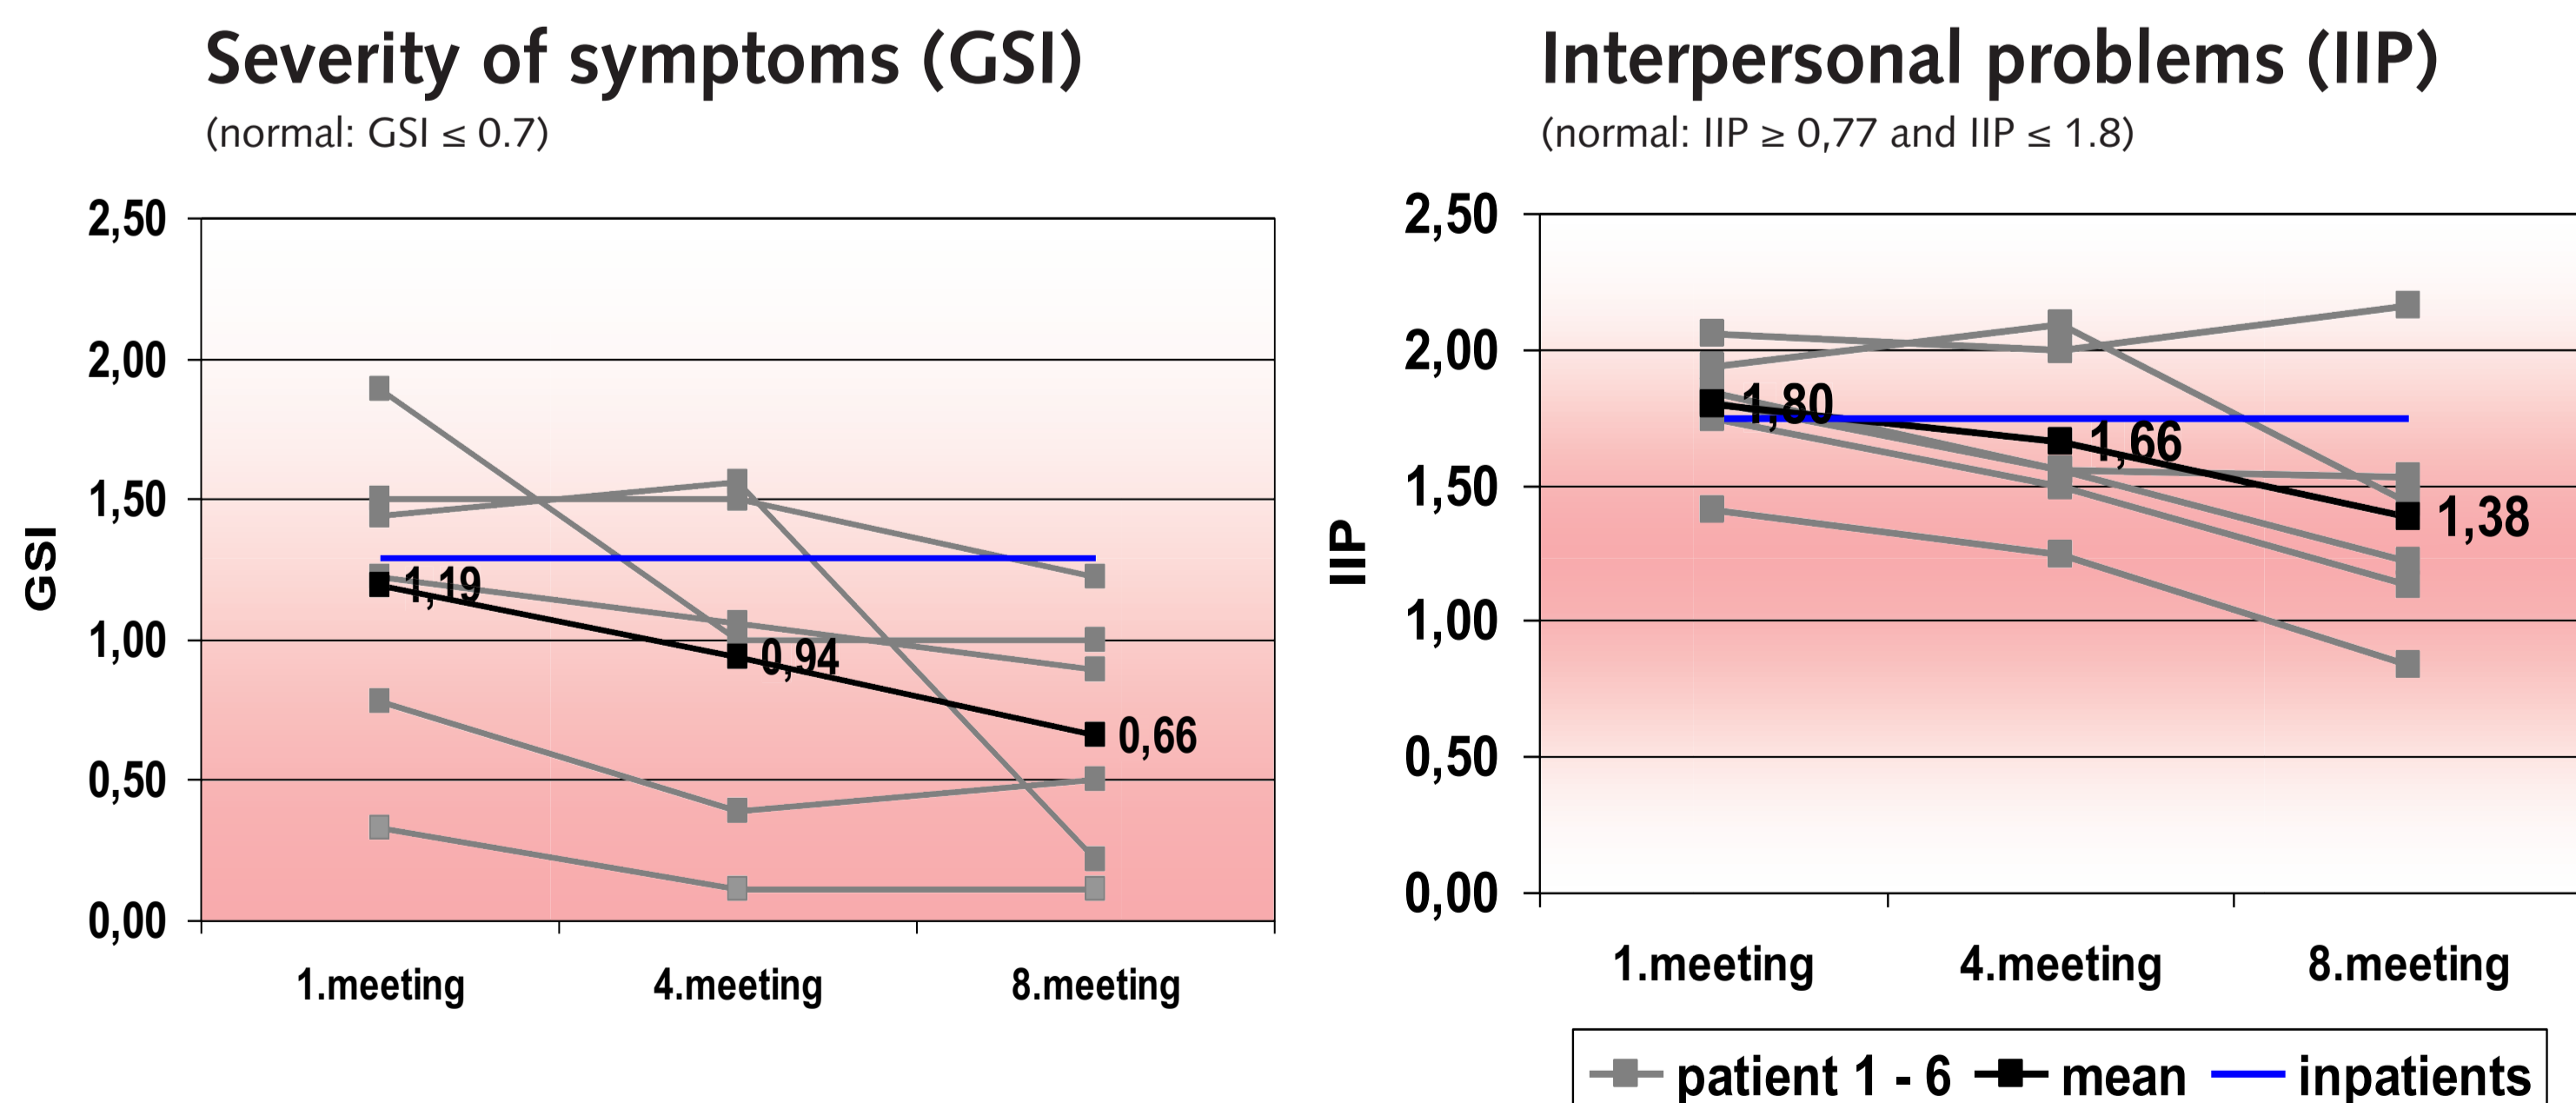 Severity of symptoms (GSI)
(normal: GSI ≤ 0.7)
2,50
2,00
1,50
1,00
0,50
0,00
GSI
1,19
0,94
0,66
1.meeting 4.meeting 8.meeting
Interpersonal problems (IIP)
(normal: IIP ≥ 0,77 and IIP ≤ 1.8)
2,50
2,00
1,50
1,00
0,50
0,00
IIP
1,80
1,66
1,38
1.meeting 4.meeting 8.meeting
patient 1 - 6 mean inpatients